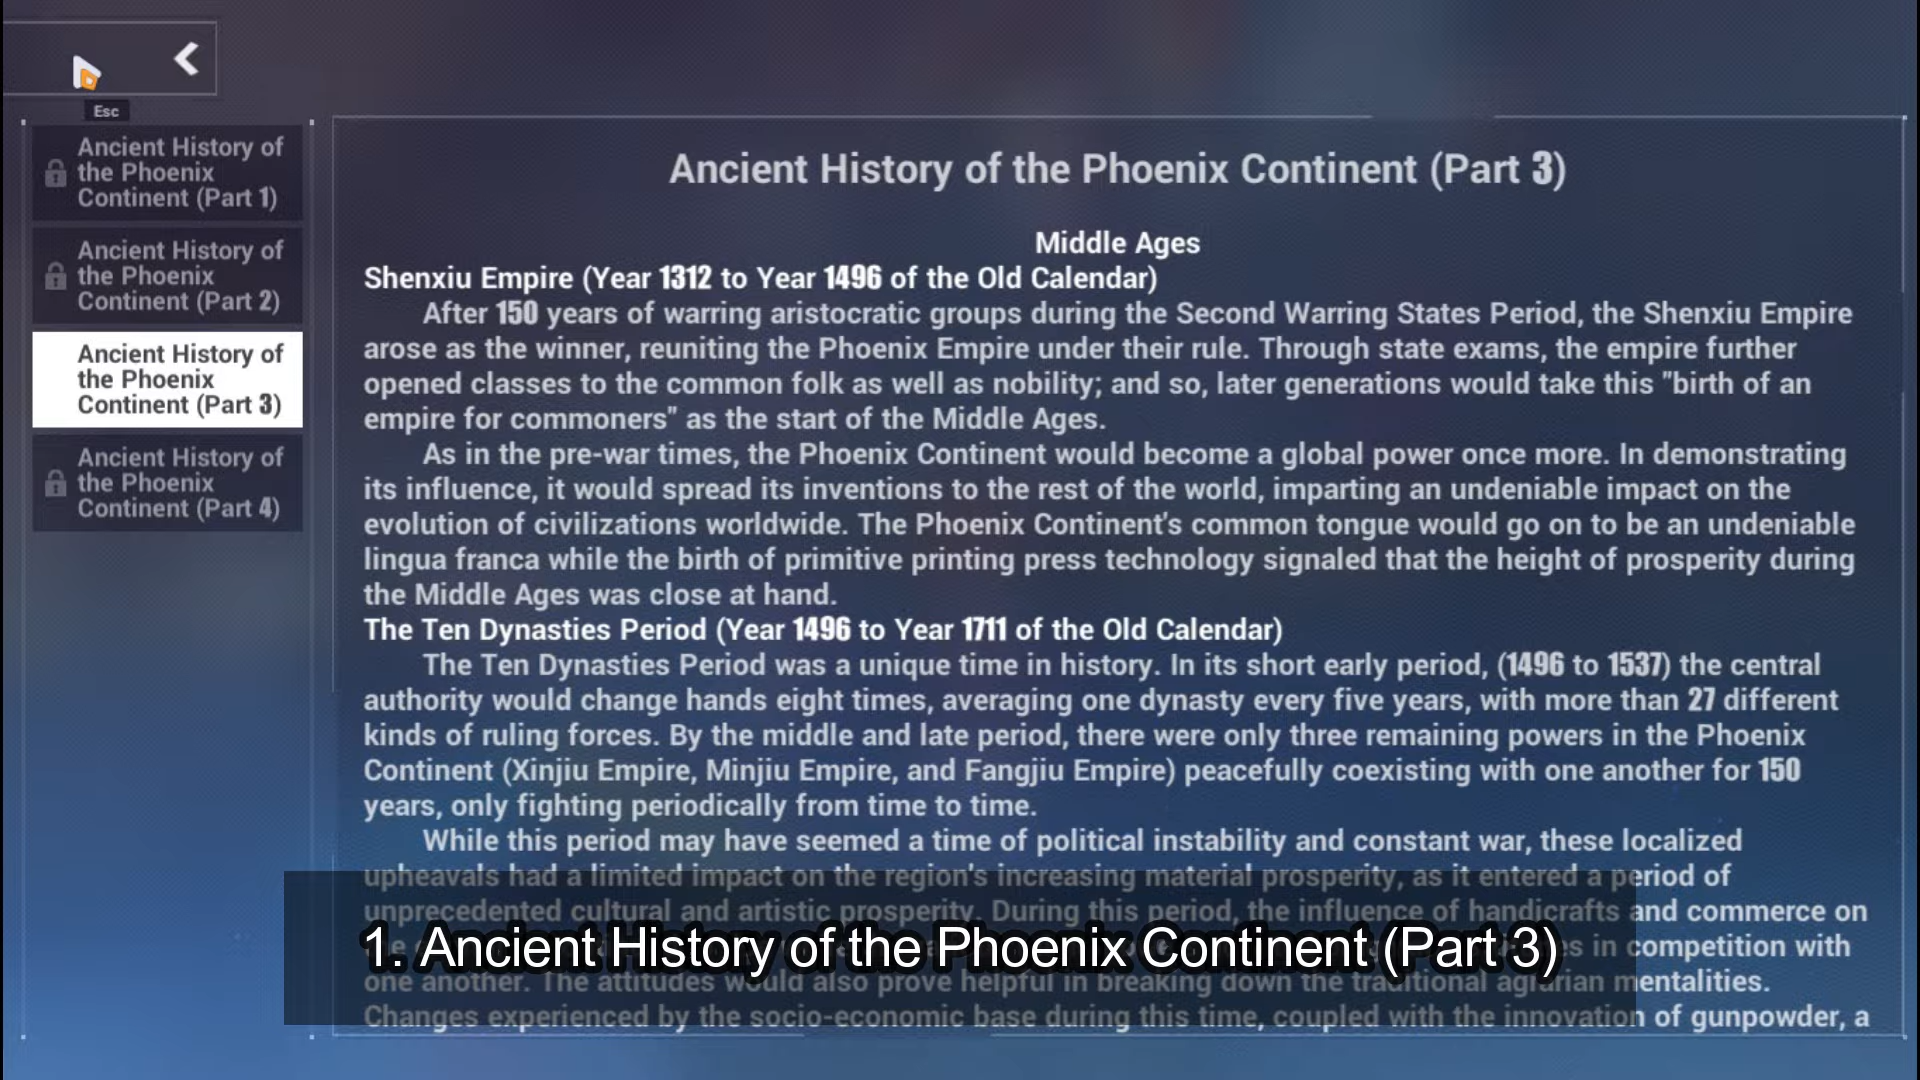 Esc
Ancient History of
the Phoenix
Continent (Part 1)
Ancient History of
the Phoenix
Continent (Part 2)
Ancient History of
the Phoenix
Continent (Part 3)
Ancient History of
the Phoenix
Continent (Part 4)
Ancient History of the Phoenix Continent (Part 3)
Middle Ages
Shenxiu Empire (Year 1312 to Year 1496 of the Old Calendar)
After 150 years of warring aristocratic groups during the Second Warring States Period, the Shenxiu Empire
arose as the winner, reuniting the Phoenix Empire under their rule. Through state exams, the empire further
opened classes to the common folk as well as nobility; and so, later generations would take this "birth of an
empire for commoners" as the start of the Middle Ages.
As in the pre-war times, the Phoenix Continent would become a global power once more. In demonstrating
its influence, it would spread its inventions to the rest of the world, imparting an undeniable impact on the
evolution of civilizations worldwide. The Phoenix Continent's common tongue would go on to be an undeniable
lingua franca while the birth of primitive printing press technology signaled that the height of prosperity during
the Middle Ages was close at hand.
The Ten Dynasties Period (Year 1496 to Year 1711 of the Old Calendar)
The Ten Dynasties Period was a unique time in history. In its short early period, (1496 to 1537) the central
authority would change hands eight times, averaging one dynasty every five years, with more than 27 different
kinds of ruling forces. By the middle and late period, there were only three remaining powers in the Phoenix
Continent (Xinjiu Empire, Minjiu Empire, and Fangjiu Empire) peacefully coexisting with one another for 150
years, only fighting periodically from time to time.
While this period may have seemed a time of political instability and constant war, these localized
upheavals had a limited impact on the region's increasing material prosperity, as it entered a period of
unprecedented cultural and artistic prosperity. During this period, the influence of handicrafts and commerce on
in competition with
one another. The attitudes would also prove helpful in breaking down the traditional agrarian mentalities.
Changes experienced by the socio-economic base during this time, coupled with the innovation of gunpowder, a
1. Ancient History of the Phoenix Continent (Part 3)